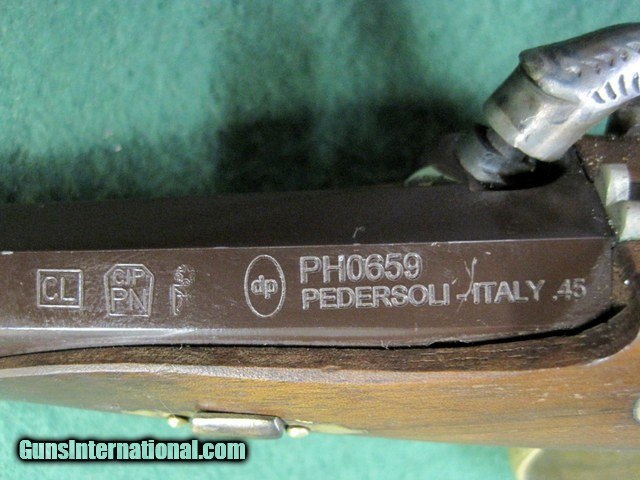 CL
CIP
PN
dp
PH0659
PEDERSOLI - ITALY .45
GunsInternational.com